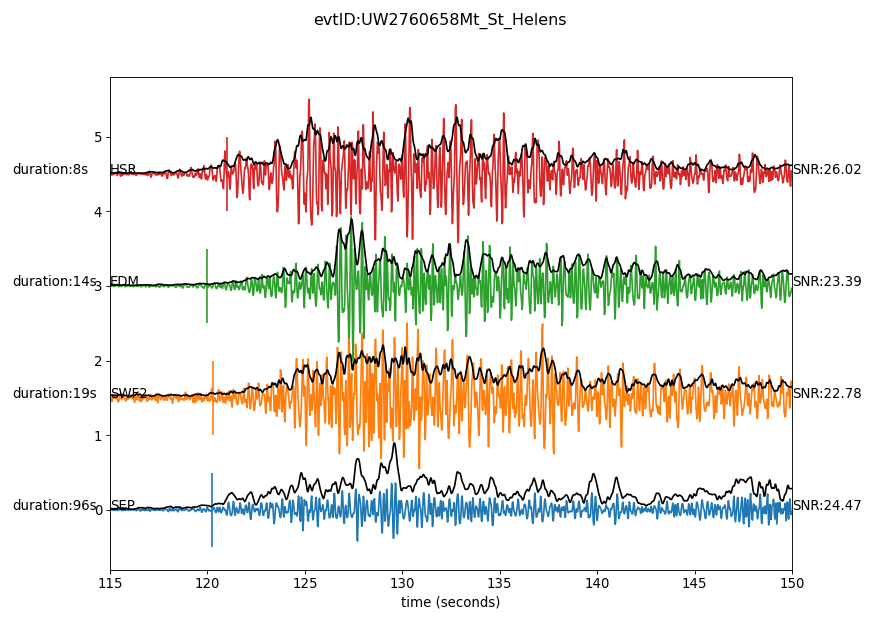 evtID:UW2760658Mt_St_Helens
5
duration:8s HSR SNR:26.02
4
duration:14s EDM SNR:23.39
3
2
duration:19s SWF2 SNR:22.78
1
duration:96s SEP SNR:24.47
0
115 120 125 130 135 140 145 150
time (seconds)